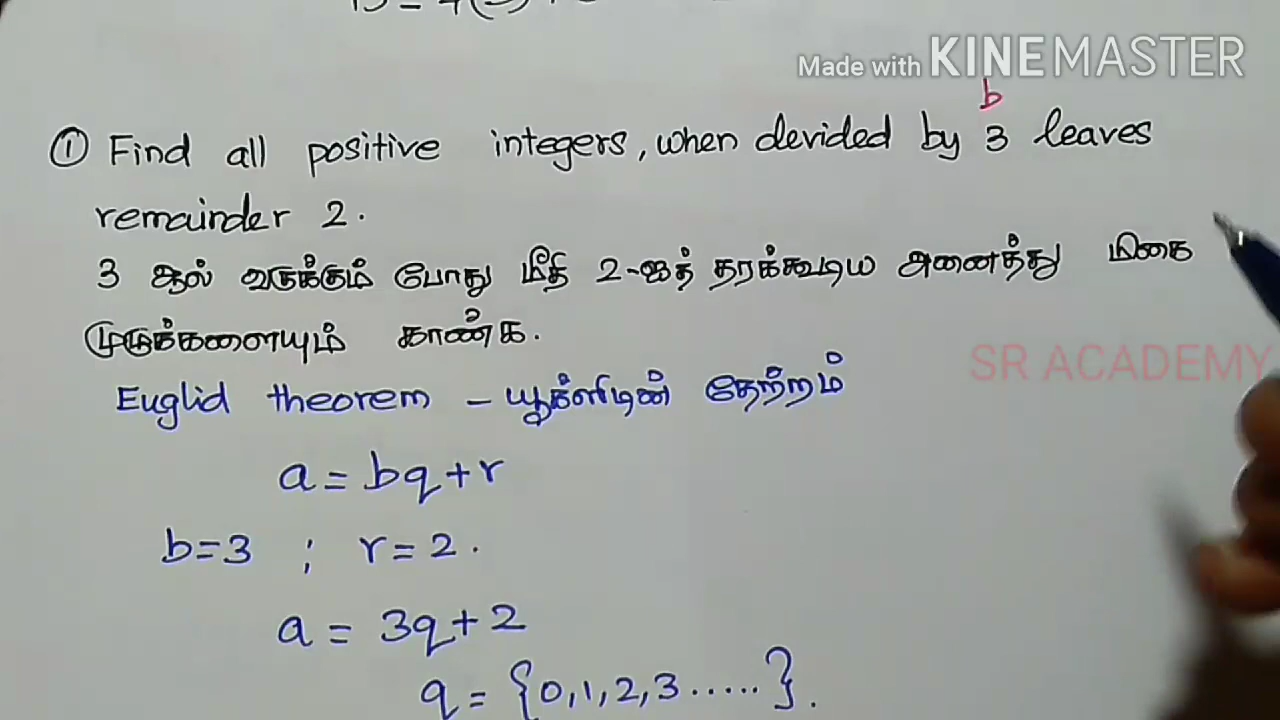 Made with KINEMASTER
b
① Find all positive integers, when devided by 3 leaves
remainder 2.
3 ஆல் வகுக்கும் போது மீதி 2-ஐத் தரக்கூடிய அனைத்து மிகை
முழுக்களையும் காண்க.
SR ACADEMY
Euglid theorem - யூக்ளிடின் தேற்றம்
a = bq + r
b = 3 ; r = 2.
a = 3q + 2
q = {0, 1, 2, 3 .....}.